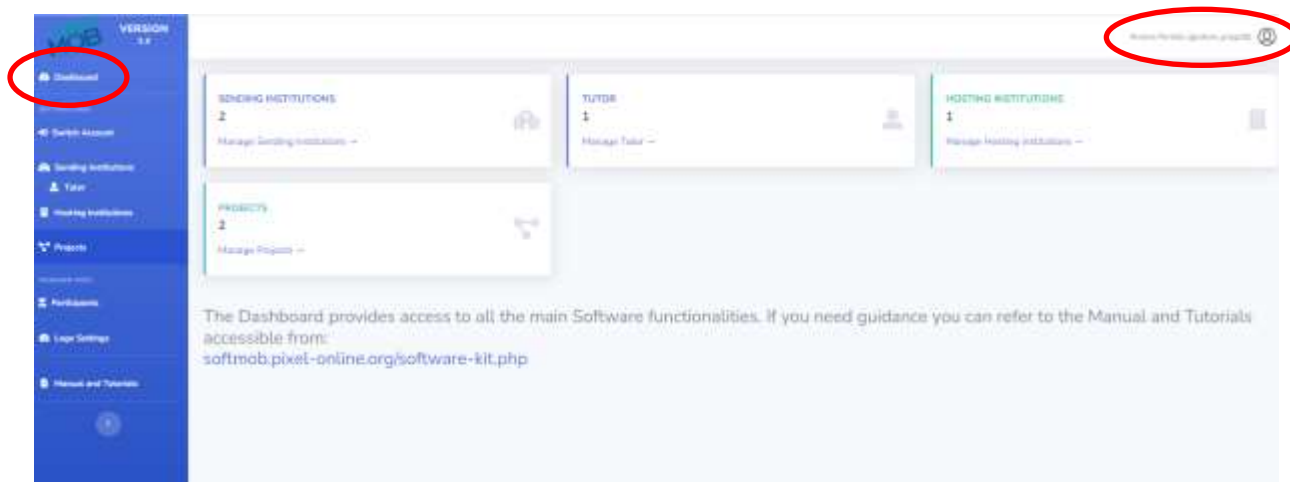 MOB
VERSION
Dashboard
Switch Account
Sending Institutions
Tutor
Hosting Institutions
Projects
Participants
Logo Settings
Manual and Tutorials
SENDING INSTITUTIONS
2
Manage Sending Institutions
TUTOR
1
Manage Tutor
HOSTING INSTITUTIONS
1
Manage Hosting Institutions
PROJECTS
2
Manage Projects
The Dashboard provides access to all the main Software functionalities. If you need guidance you can refer to the Manual and Tutorials
accessible from:
softmob.pixel-online.org/software-kit.php